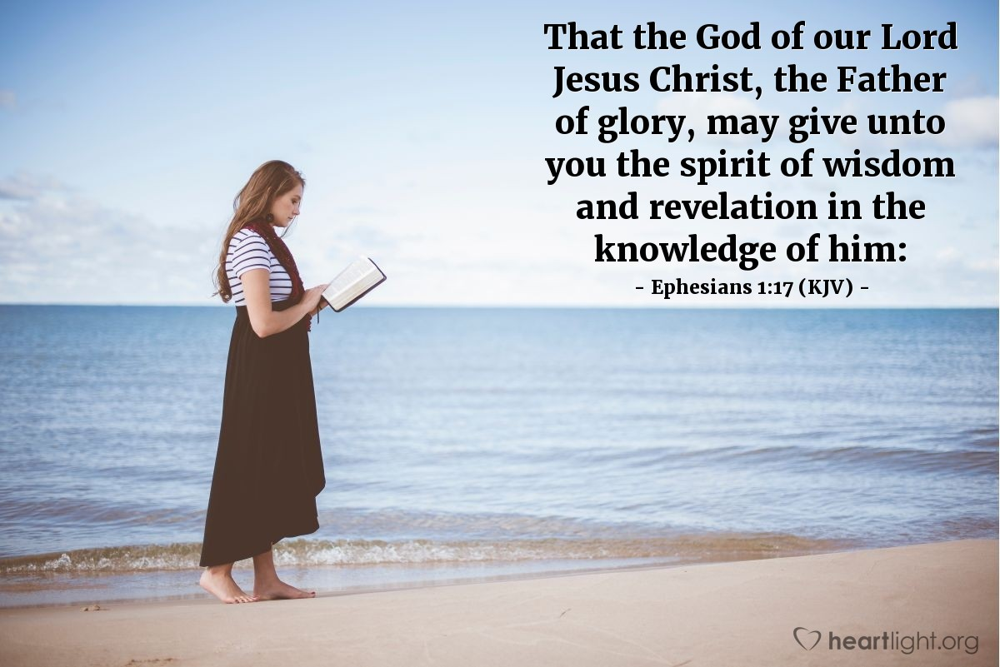 That the God of our Lord
Jesus Christ, the Father
of glory, may give unto
you the spirit of wisdom
and revelation in the
knowledge of him:
- Ephesians 1:17 (KJV) -
heartlight.org